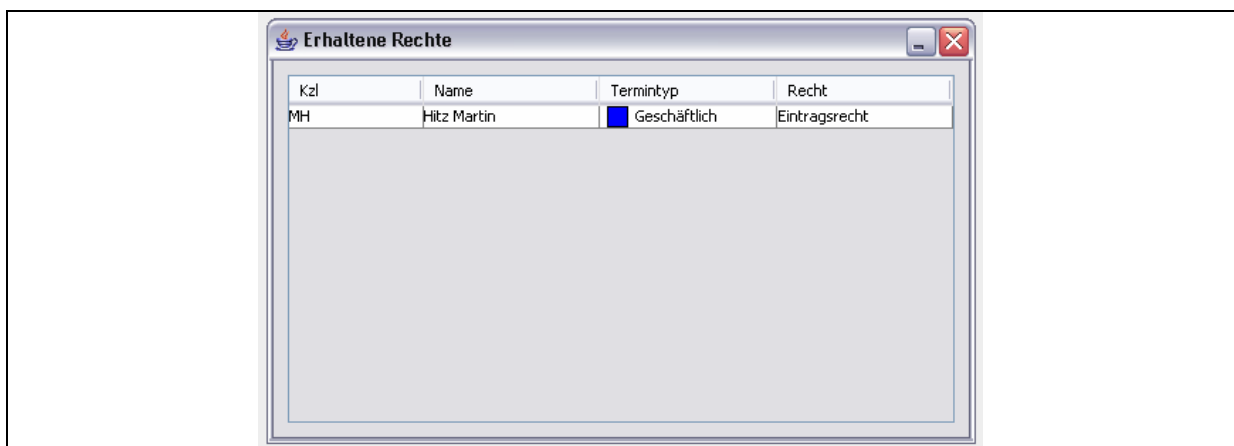 Erhaltene Rechte
Kzl Name Termintyp Recht
MH Hitz Martin Geschäftlich Eintragsrecht